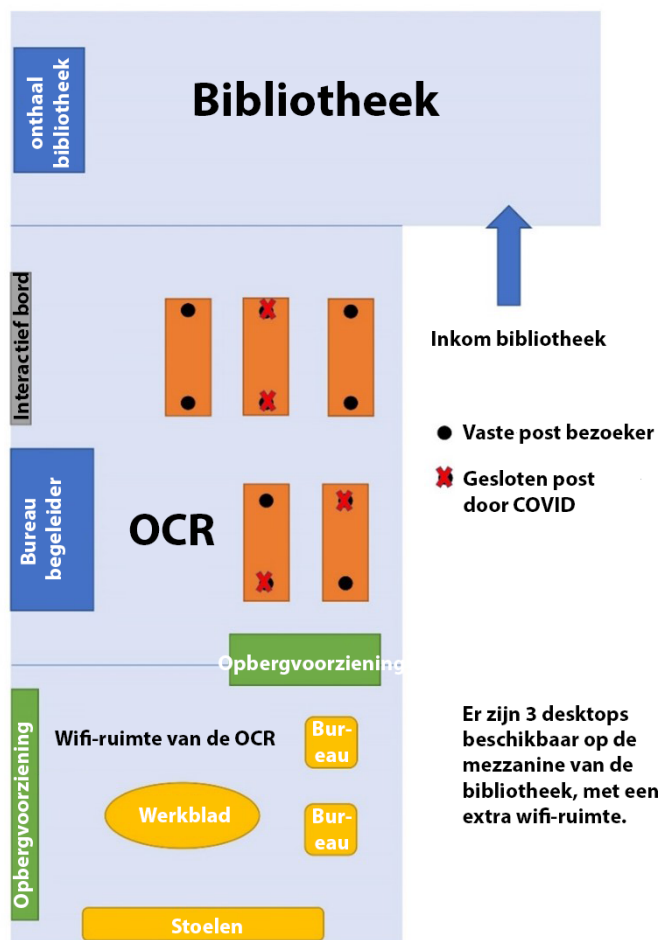 onthaal
bibliotheek
Bibliotheek
Inkom bibliotheek
Interactief bord
Vaste post bezoeker
Gesloten post
door COVID
Bureau
begeleider
OCR
Opbergvoorziening
Opbergvoorziening
Wifi-ruimte van de OCR
Bur-
eau
Werkblad
Bur-
eau
Stoelen
Er zijn 3 desktops
beschikbaar op de
mezzanine van de
bibliotheek, met een
extra wifi-ruimte.